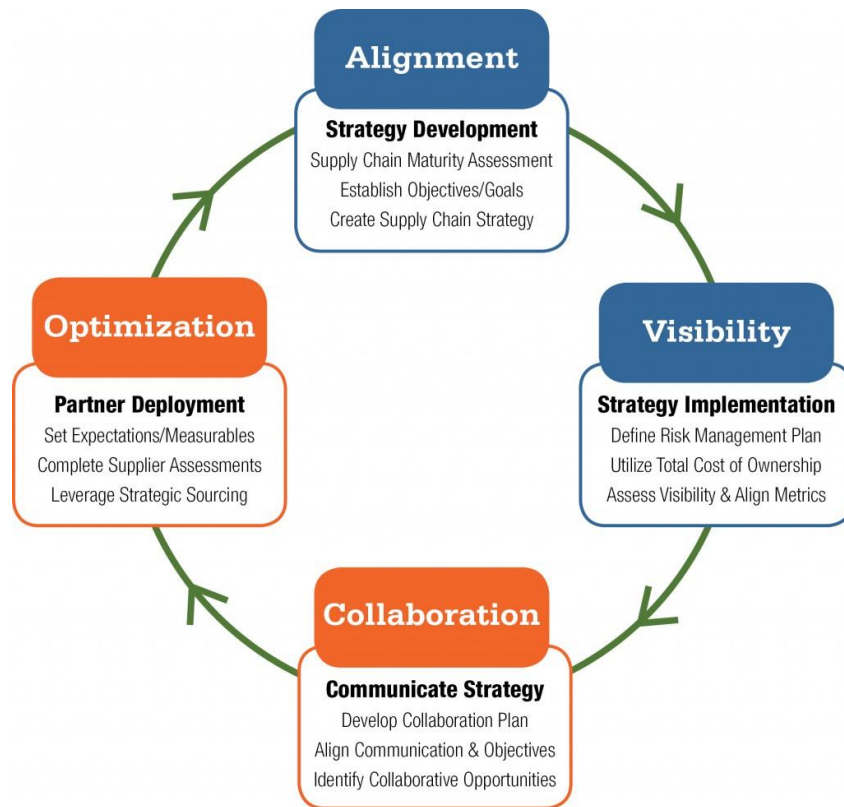 Alignment
Strategy Development
Supply Chain Maturity Assessment
Establish Objectives/Goals
Create Supply Chain Strategy
Visibility
Strategy Implementation
Define Risk Management Plan
Utilize Total Cost of Ownership
Assess Visibility & Align Metrics
Collaboration
Communicate Strategy
Develop Collaboration Plan
Align Communication & Objectives
Identify Collaborative Opportunities
Optimization
Partner Deployment
Set Expectations/Measurables
Complete Supplier Assessments
Leverage Strategic Sourcing